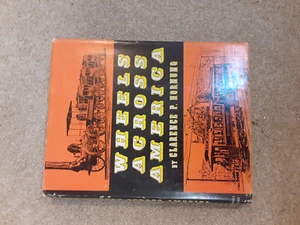 WHEELS
ACROSS
AMERICA
BY CLARENCE P. HORNUNG